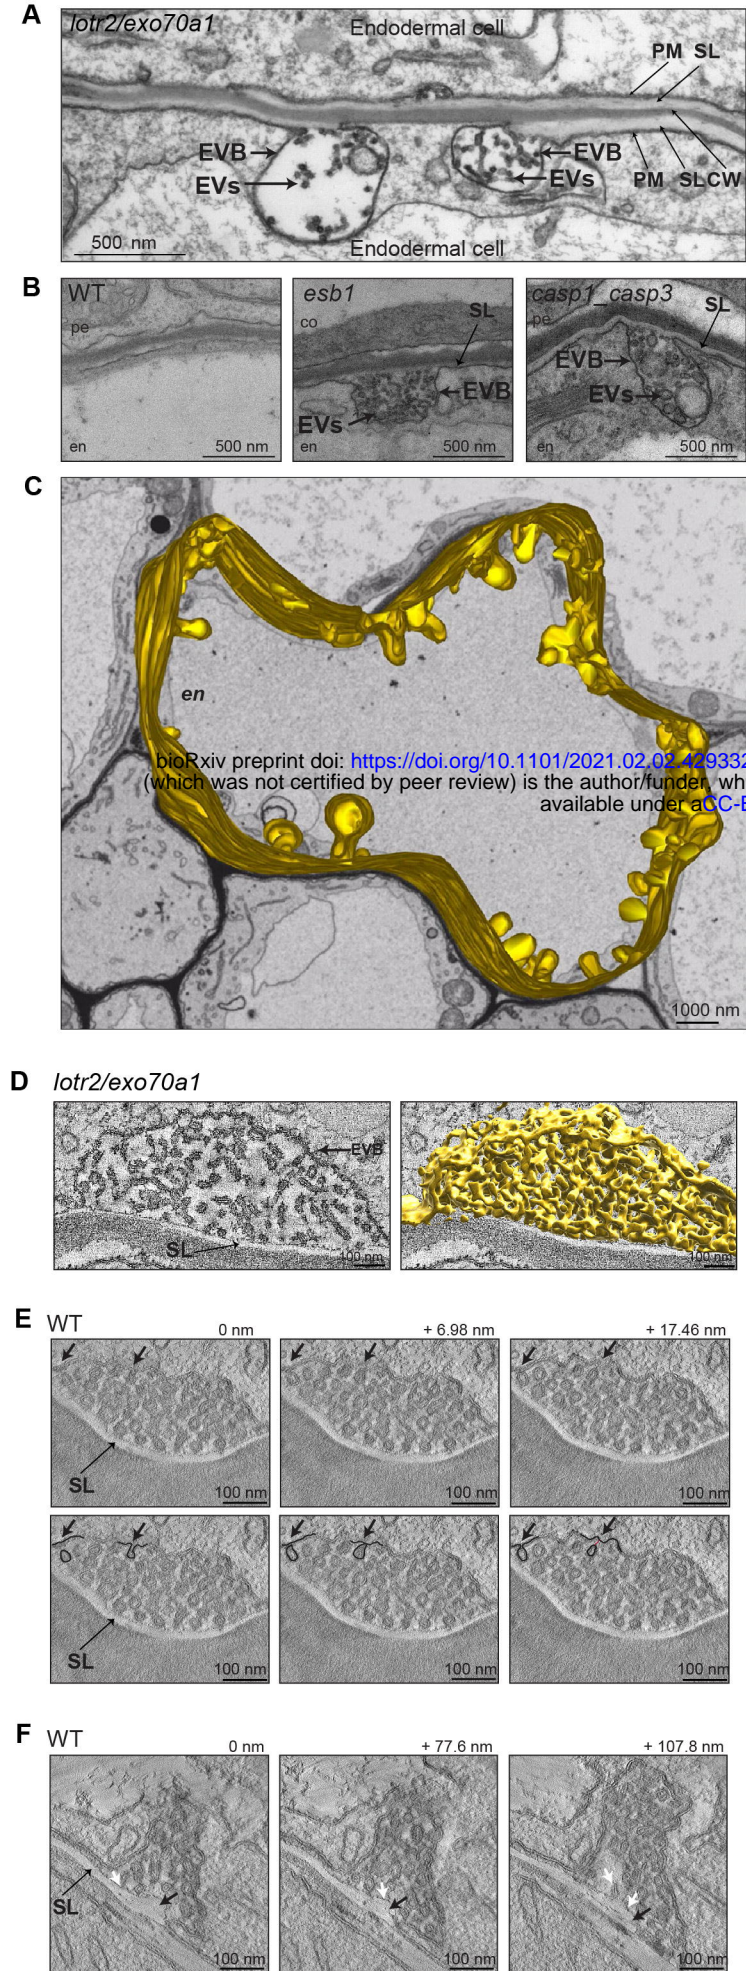 A
lotr2/exo70a1
Endodermal cell
PM SL
EVB
EVB
EVs
EVs
PM SL CW
500 nm
Endodermal cell
B
WT
esb1
casp1_casp3
pe
co
pe
SL
SL
EVB
EVB
EVs
EVs
en
500 nm
en
500 nm
en
500 nm
C
en
bioRxiv preprint doi: https://doi.org/10.1101/2021.02.02.429332
(which was not certified by peer review) is the author/funder, wh
available under aCC-B
1000 nm
D
lotr2/exo70a1
EVB
SL
100 nm
100 nm
E
WT
0 nm
+ 6.98 nm
+ 17.46 nm
SL
100 nm
100 nm
100 nm
SL
100 nm
100 nm
100 nm
F
WT
0 nm
+ 77.6 nm
+ 107.8 nm
SL
100 nm
100 nm
100 nm